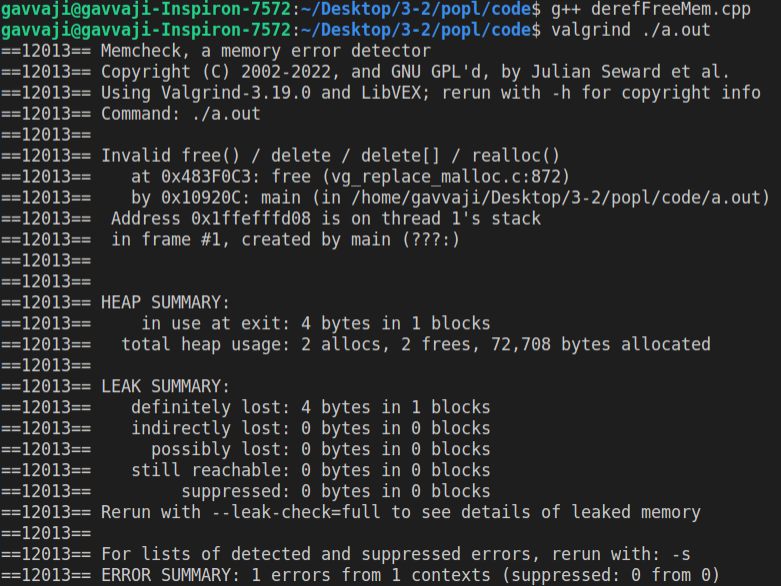 gavvaji@gavvaji-Inspiron-7572:~/Desktop/3-2/popl/code$ g++ derefFreeMem.cpp
gavvaji@gavvaji-Inspiron-7572:~/Desktop/3-2/popl/code$ valgrind ./a.out
==12013== Memcheck, a memory error detector
==12013== Copyright (C) 2002-2022, and GNU GPL'd, by Julian Seward et al.
==12013== Using Valgrind-3.19.0 and LibVEX; rerun with -h for copyright info
==12013== Command: ./a.out
==12013==
==12013== Invalid free() / delete / delete[] / realloc()
==12013==    at 0x483F0C3: free (vg_replace_malloc.c:872)
==12013==    by 0x10920C: main (in /home/gavvaji/Desktop/3-2/popl/code/a.out)
==12013==  Address 0x1ffefffd08 is on thread 1's stack
==12013==  in frame #1, created by main (???:)
==12013==
==12013==
==12013== HEAP SUMMARY:
==12013==     in use at exit: 4 bytes in 1 blocks
==12013==   total heap usage: 2 allocs, 2 frees, 72,708 bytes allocated
==12013==
==12013== LEAK SUMMARY:
==12013==    definitely lost: 4 bytes in 1 blocks
==12013==    indirectly lost: 0 bytes in 0 blocks
==12013==      possibly lost: 0 bytes in 0 blocks
==12013==    still reachable: 0 bytes in 0 blocks
==12013==         suppressed: 0 bytes in 0 blocks
==12013== Rerun with --leak-check=full to see details of leaked memory
==12013==
==12013== For lists of detected and suppressed errors, rerun with: -s
==12013== ERROR SUMMARY: 1 errors from 1 contexts (suppressed: 0 from 0)